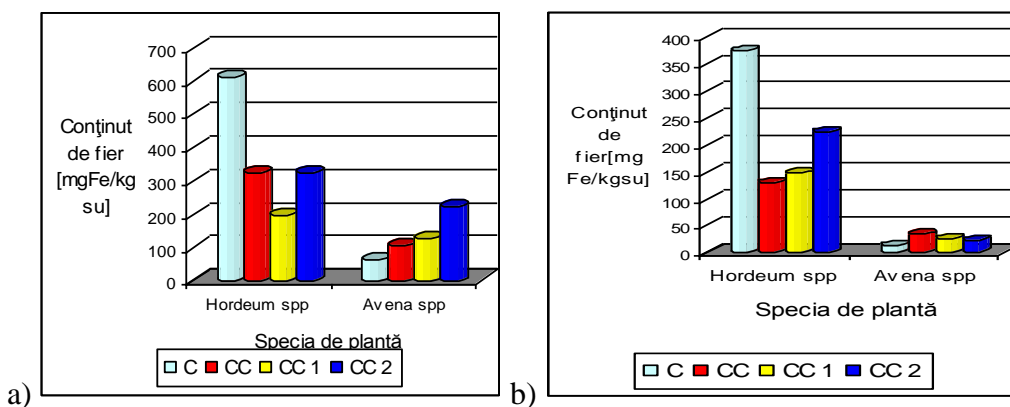 700
600
500
400
300
200
100
0
Conţinut
de fier
[mgFe/kg
su]
Hordeum spp Avena spp
Specia de plantă
C CC CC 1 CC 2
a)
400
350
300
250
200
150
100
50
0
Conţinut
de
fier[mg
Fe/kgsu]
Hordeum spp Avena spp
Specia de plantă
C CC CC 1 CC 2
b)